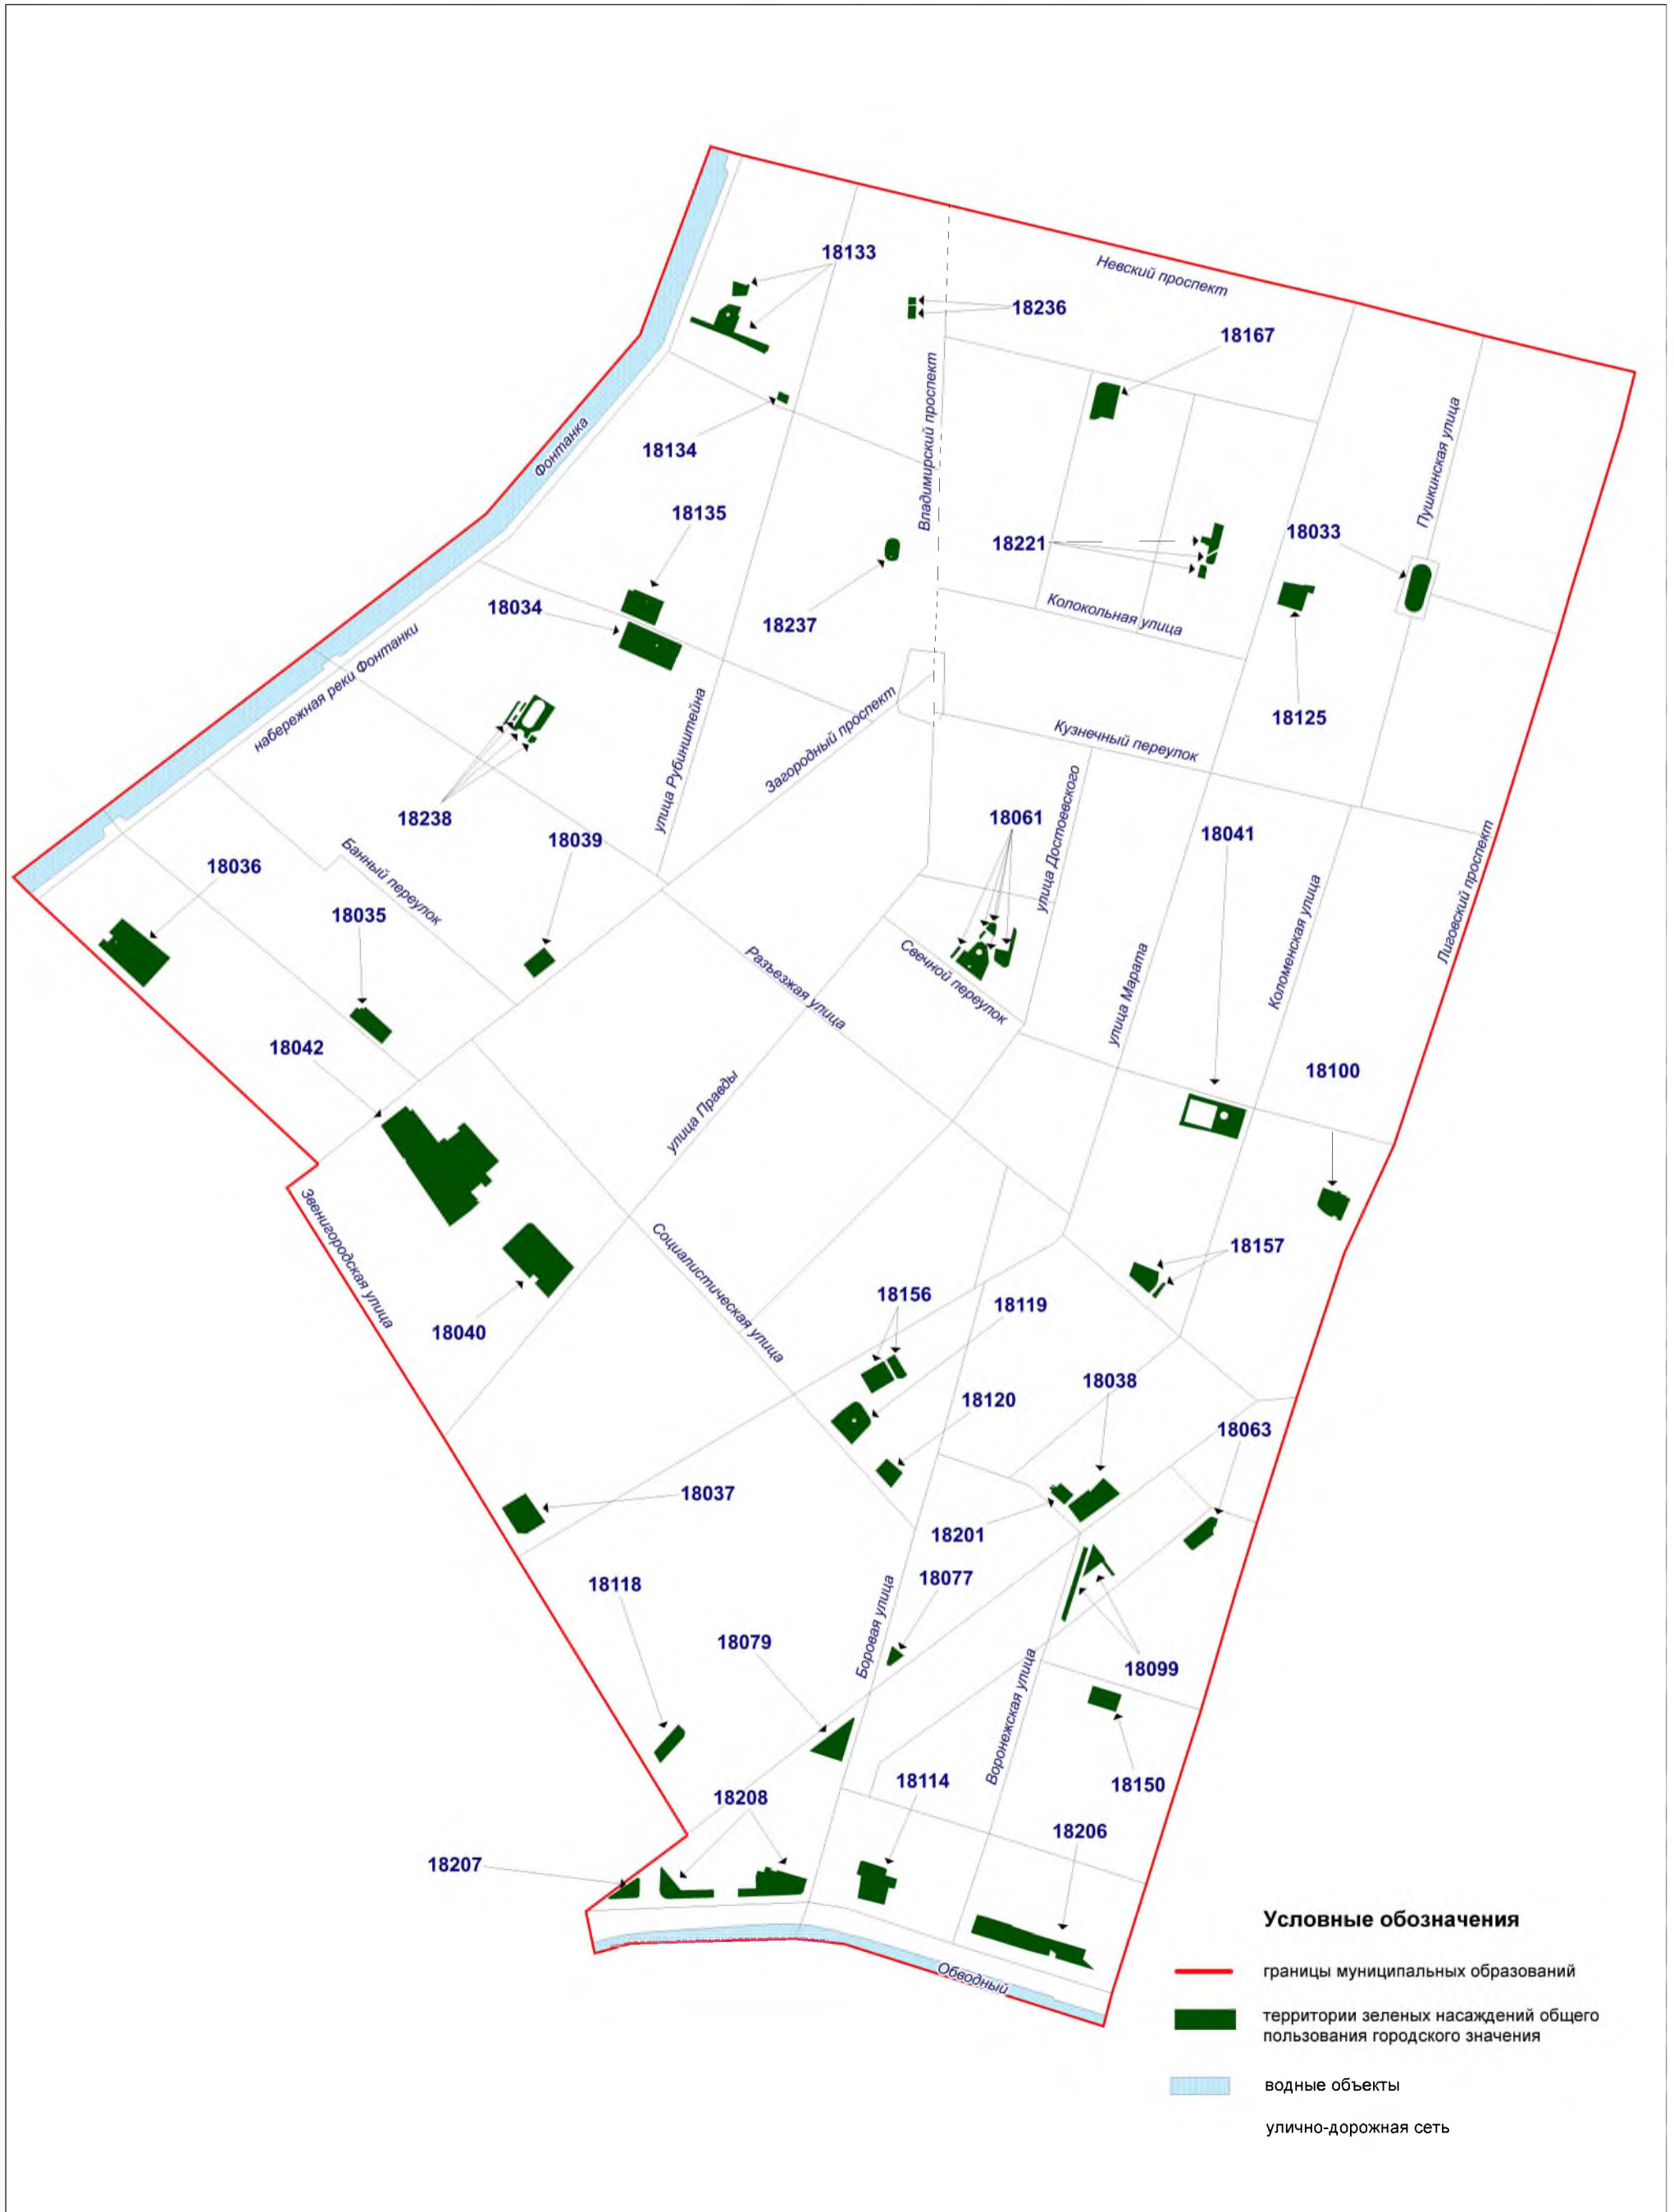 18133
Невский проспект
18236
18167
Владимирский проспект
Пушкинская улица
Фонтанка
18134
18135
18033
18221
18034
18237
Колокольная улица
набережная реки Фонтанки
18125
улица Рубинштейна
Загородный проспект
Кузнечный переулок
18238
18039
18061
улица Достоевского
18041
18036
Банный переулок
18035
Коломенская улица
Лиговский проспект
Свечной переулок
Разъезжая улица
улица Марата
18042
18100
улица Правды
Звенигородская улица
Социалистическая улица
18157
18156
18119
18040
18038
18120
18063
18037
18201
18077
18118
Боровая улица
18079
18099
Воронежская улица
18114
18150
18208
18206
18207
Обводный
Условные обозначения
границы муниципальных образований
территории зеленых насаждений общего
пользования городского значения
водные объекты
улично-дорожная сеть